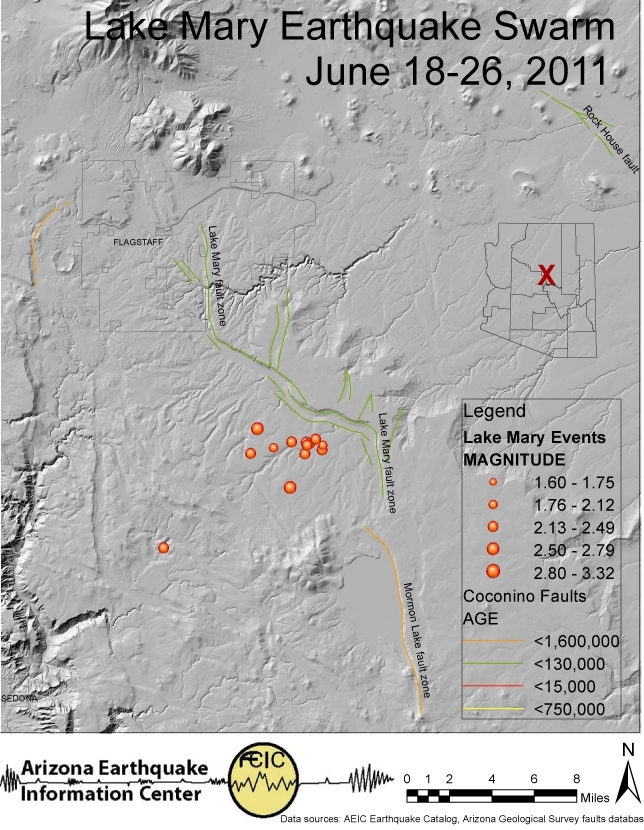 Lake Mary Earthquake Swarm
June 18-26, 2011
Rock House fault
FLAGSTAFF
Lake Mary fault zone
X
Lake Mary fault zone
Mormon Lake fault zone
SEDONA
Legend
Lake Mary Events
MAGNITUDE
1.60 - 1.75
1.76 - 2.12
2.13 - 2.49
2.50 - 2.79
2.80 - 3.32
Coconino Faults
AGE
<1,600,000
<130,000
<15,000
<750,000
Arizona Earthquake
Information Center
AEIC
N
0 1 2 4 6 8
Miles
Data sources: AEIC Earthquake Catalog, Arizona Geological Survey faults databas